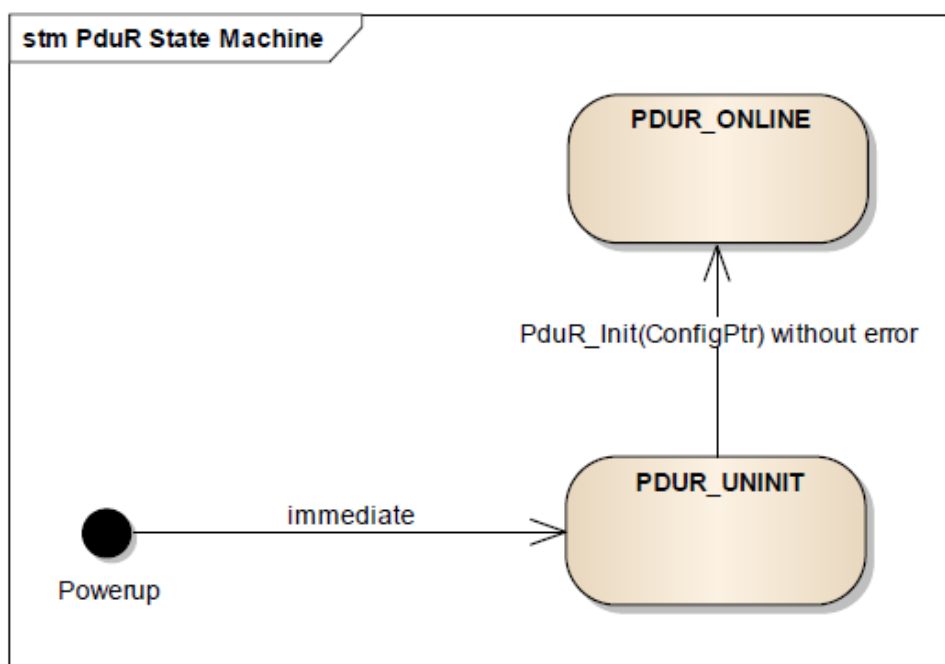 stm PduR State Machine
PDUR_ONLINE
PduR_Init(ConfigPtr) without error
PDUR_UNINIT
immediate
Powerup